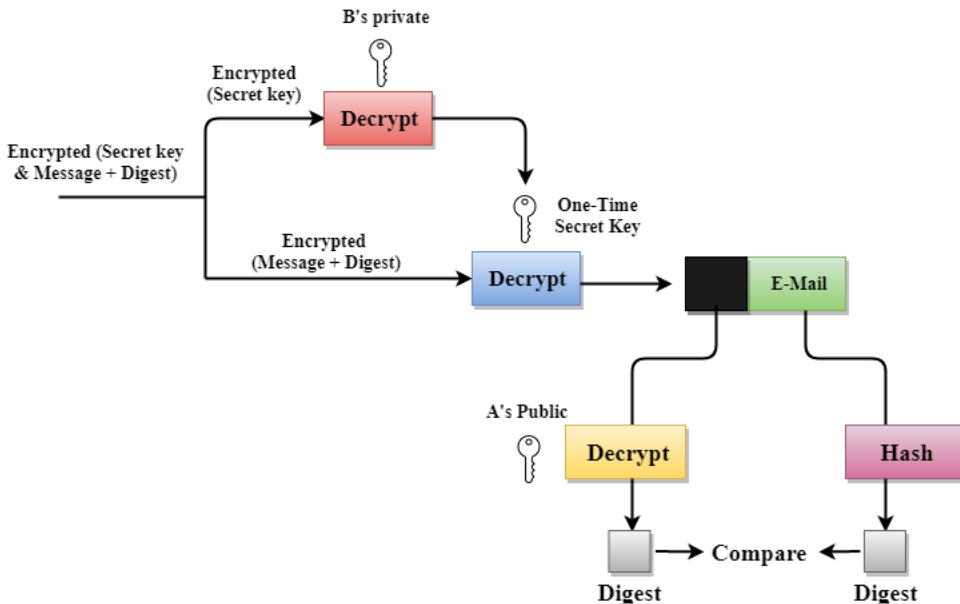 B's private
Encrypted
(Secret key)
Decrypt
Encrypted (Secret key
& Message + Digest)
One-Time
Secret Key
Encrypted
(Message + Digest)
Decrypt
E-Mail
A's Public
Decrypt
Hash
Compare
Digest
Digest